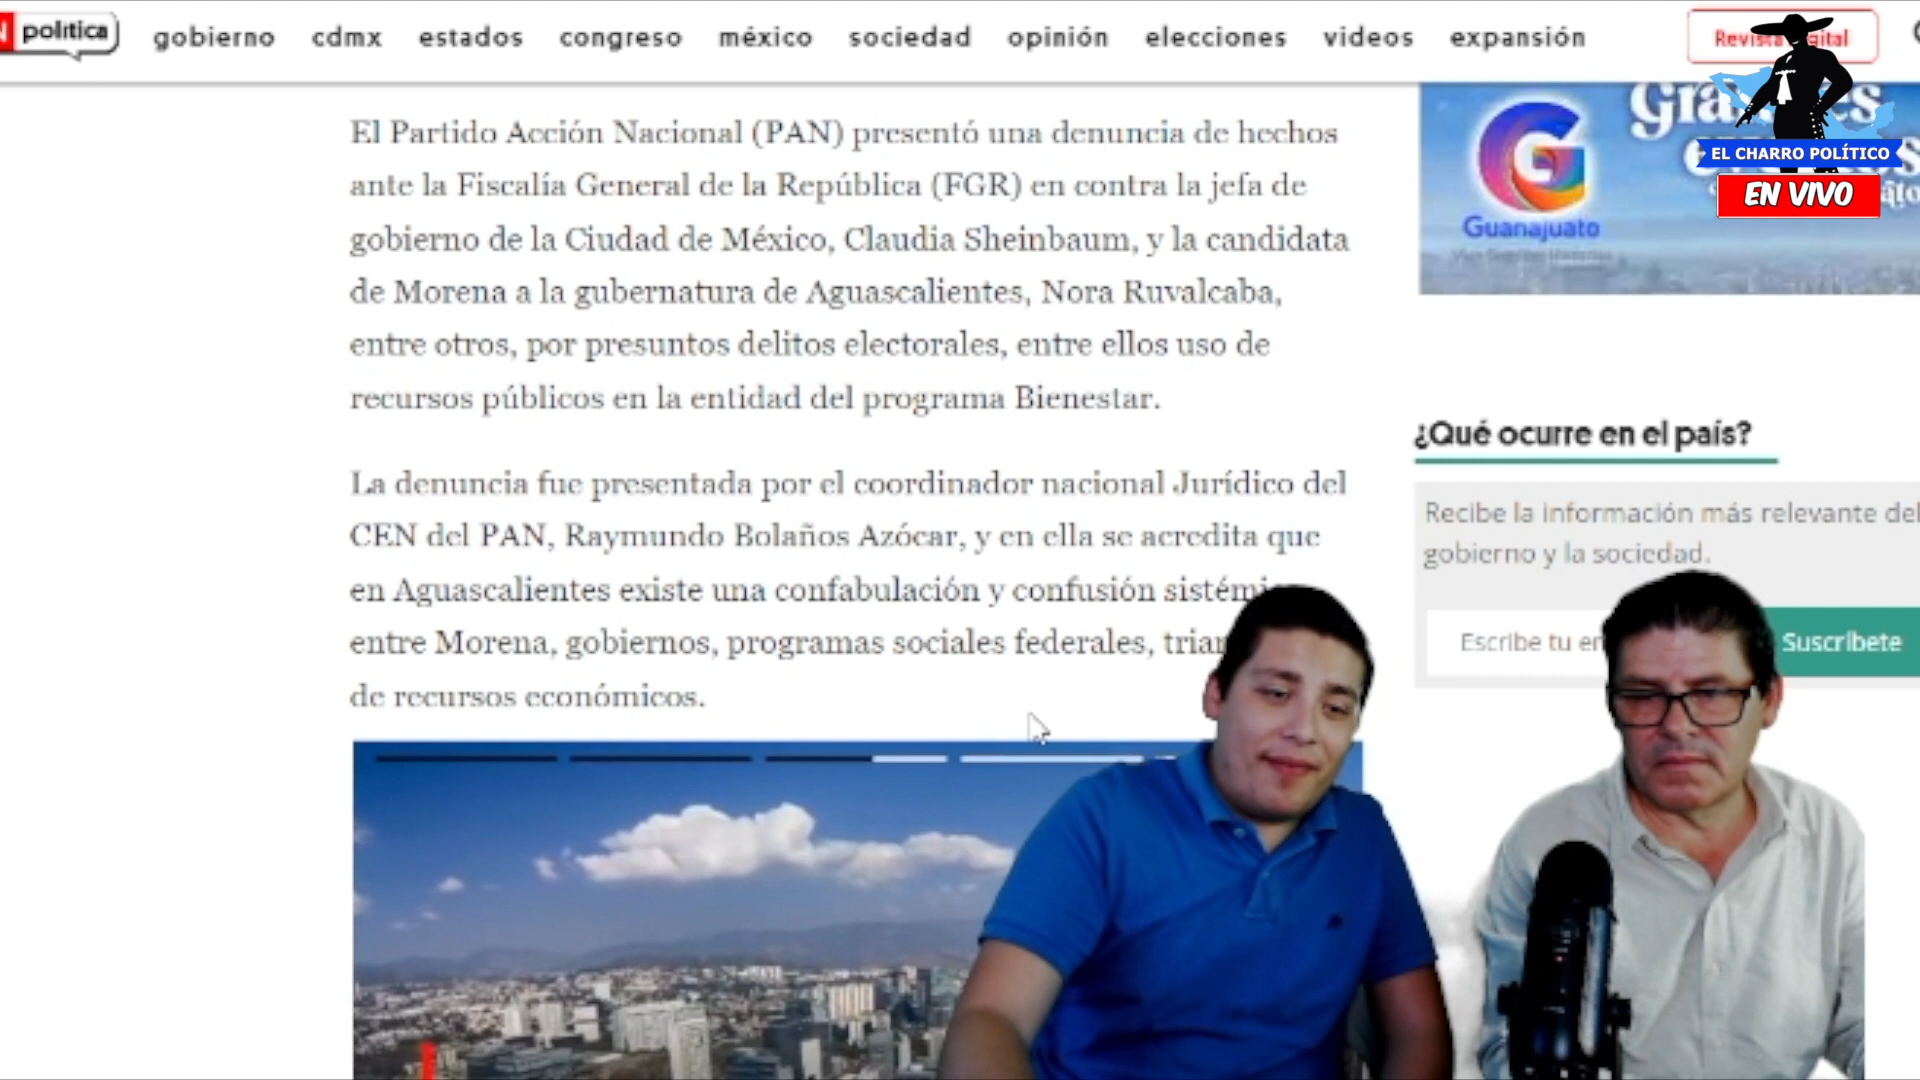 política
gobierno cdmx estados congreso méxico sociedad opinión elecciones videos expansión
El Partido Acción Nacional (PAN) presentó una denuncia de hechos
ante la Fiscalía General de la República (FGR) en contra la jefa de
gobierno de la Ciudad de México, Claudia Sheinbaum, y la candidata
de Morena a la gubernatura de Aguascalientes, Nora Ruvalcaba,
entre otros, por presuntos delitos electorales, entre ellos uso de
recursos públicos en la entidad del programa Bienestar.
La denuncia fue presentada por el coordinador nacional Jurídico del
CEN del PAN, Raymundo Bolaños Azócar, y en ella se acredita que
en Aguascalientes existe una confabulación y confusión
entre Morena, gobiernos, programas sociales federales,
de recursos económicos.
EL CHARRO POLÍTICO
EN VIVO
G
Guanajuato
¿Qué ocurre en el país?
Recibe la información más relevante del
gobierno y la sociedad.
Escribe tu
Suscríbete